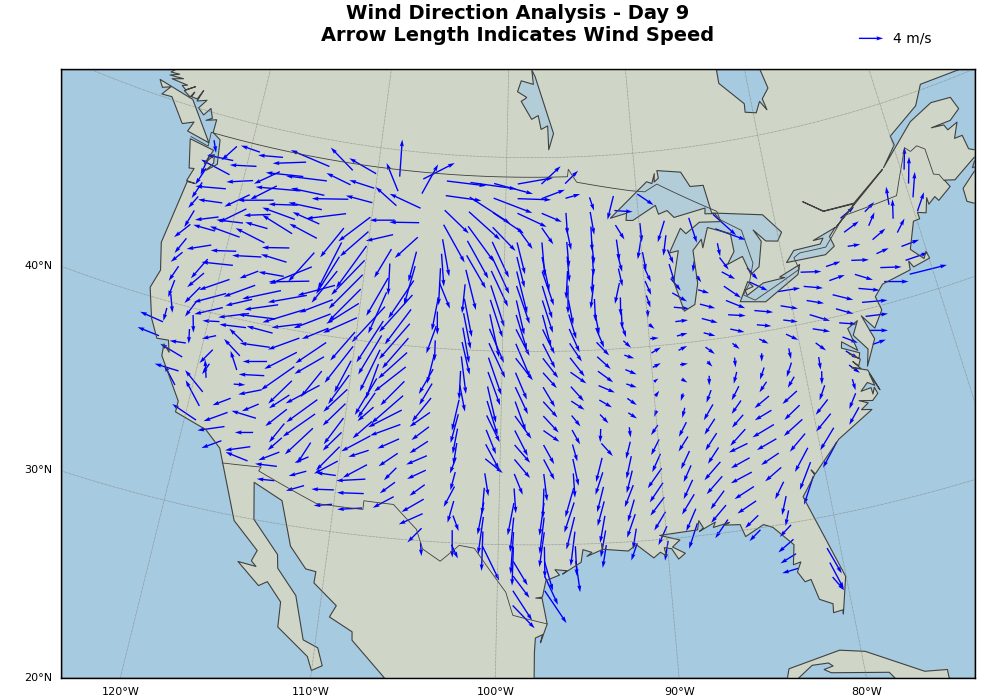 Wind Direction Analysis - Day 9
Arrow Length Indicates Wind Speed
4 m/s
40°N
30°N
20°N
120°W
110°W
100°W
90°W
80°W